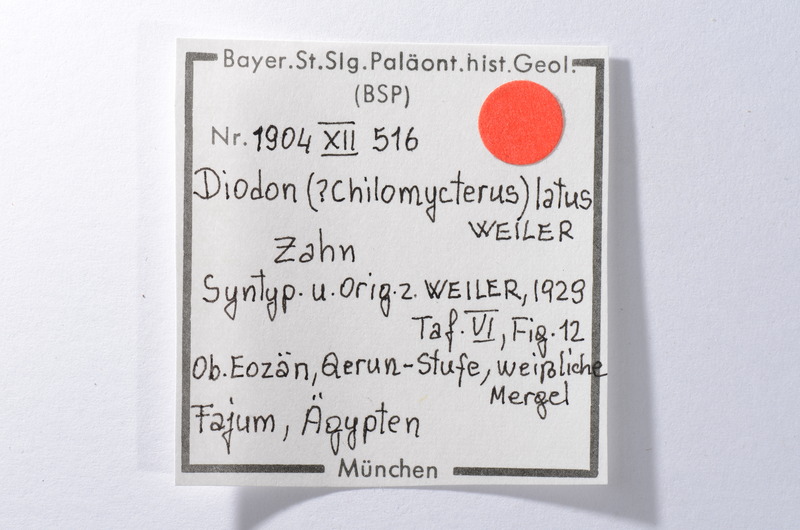 Bayer.St.Slg.Paläont.hist.Geol.
(BSP)
Nr. 1904 XII 516
Diodon (?Chilomycterus) latus
WEILER
Zahn
Syntyp. u. Orig. z. WEILER, 1929
Taf. VI, Fig. 12
Ob. Eozän, Qerun-Stufe, weißliche
Mergel
Fajum, Ägypten
München